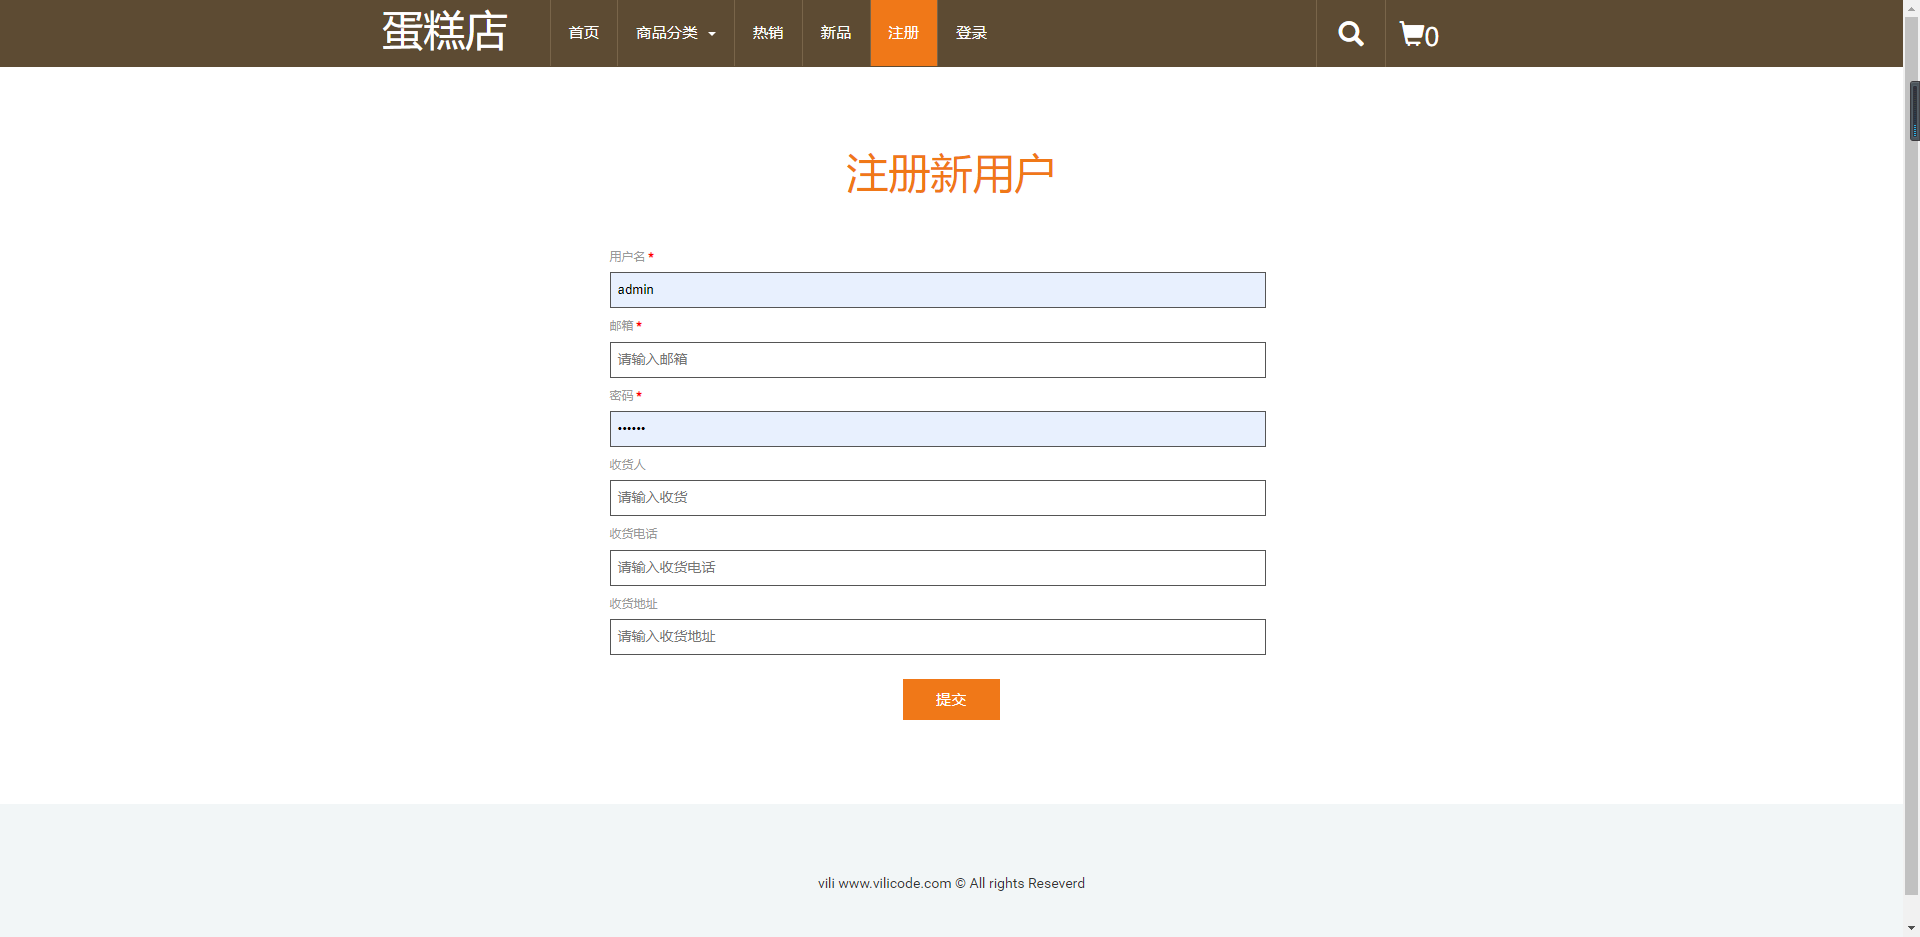 蛋糕店 首页 商品分类 热销 新品 注册 登录 0
注册新用户
用户名 *
admin
邮箱 *
请输入邮箱
密码 *
••••••
收货人
请输入收货
收货电话
请输入收货电话
收货地址
请输入收货地址
提交
vili www.vilicode.com © All rights Reseverd